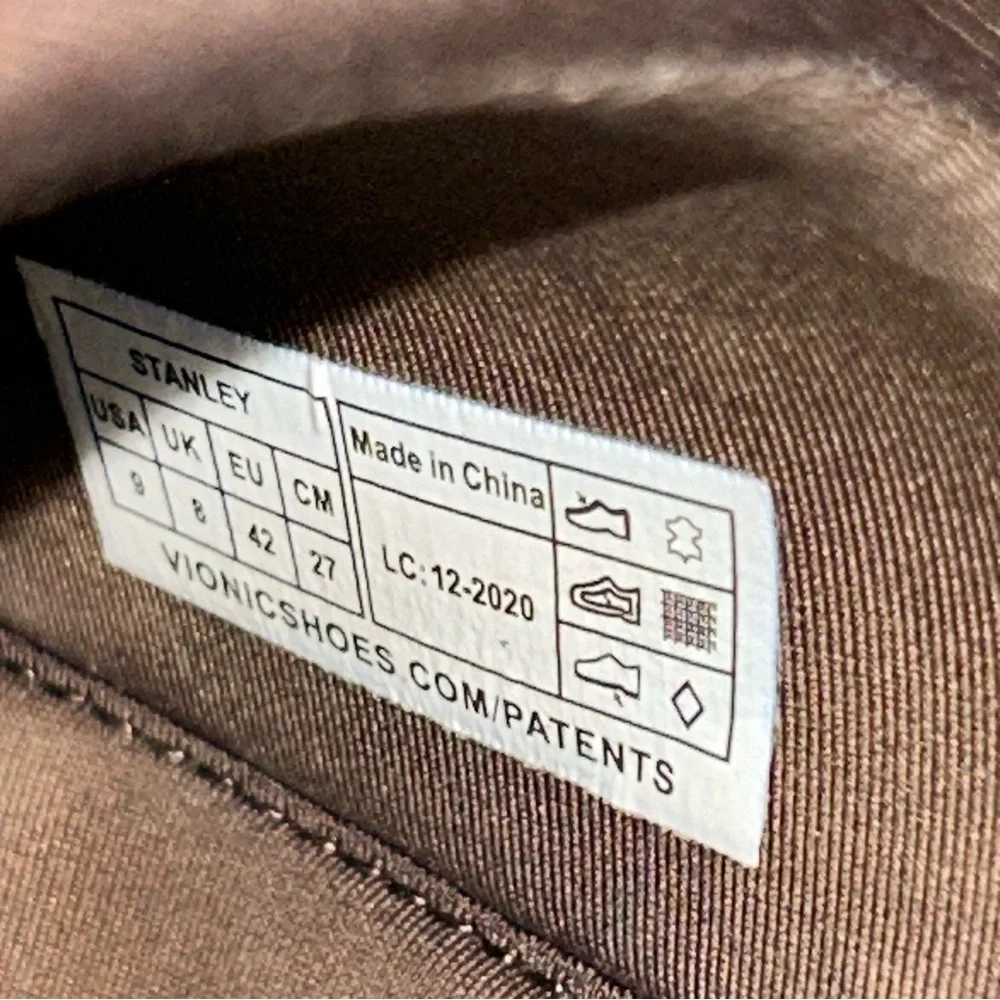 STANLEY
USA UK EU CM
9 8 42 27
Made in China
LC: 12-2020
VIONICSHOES.COM/PATENTS